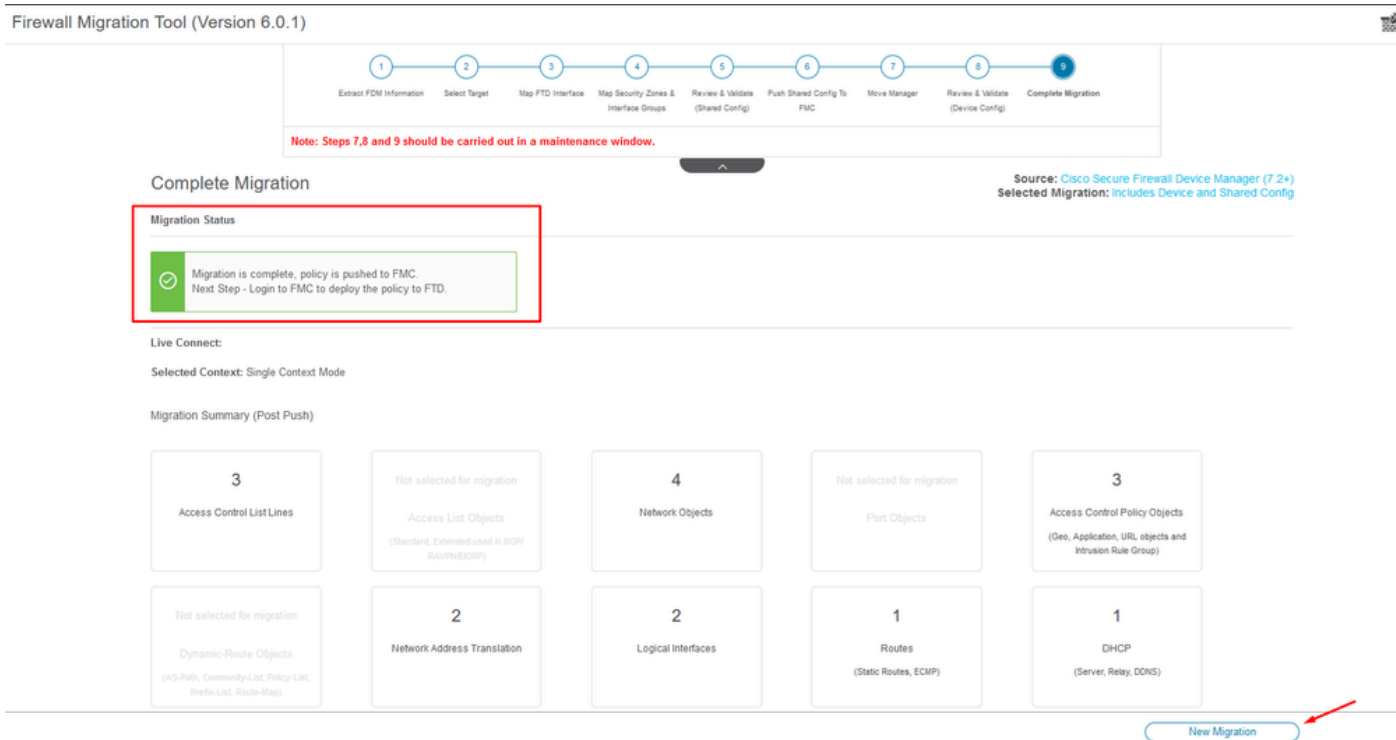 Firewall Migration Tool (Version 6.0.1)
1 2 3 4 5 6 7 8 9
Extract FDM Information
Select Target
Map FTD Interface
Map Security Zones &
Interface Groups
Review & Validate
(Shared Config)
Push Shared Config To
FMC
Move Manager
Review & Validate
(Device Config)
Complete Migration
Note: Steps 7,8 and 9 should be carried out in a maintenance window.
Complete Migration
Source: Cisco Secure Firewall Device Manager (7.2+)
Selected Migration: Includes Device and Shared Config
Migration Status
Migration is complete, policy is pushed to FMC.
Next Step - Login to FMC to deploy the policy to FTD.
Live Connect:
Selected Context: Single Context Mode
Migration Summary (Post Push)
3
Access Control List Lines
Not selected for migration
Access List Objects
(Standard, Extended used in BGP/
RAVPN/EIGRP)
4
Network Objects
Not selected for migration
Port Objects
3
Access Control Policy Objects
(Geo, Application, URL objects and
Intrusion Rule Group)
Not selected for migration
Dynamic-Route Objects
(AS-Path, Community-List, Policy-List,
Prefix-List, Route-Map)
2
Network Address Translation
2
Logical Interfaces
1
Routes
(Static Routes, ECMP)
1
DHCP
(Server, Relay, DDNS)
New Migration